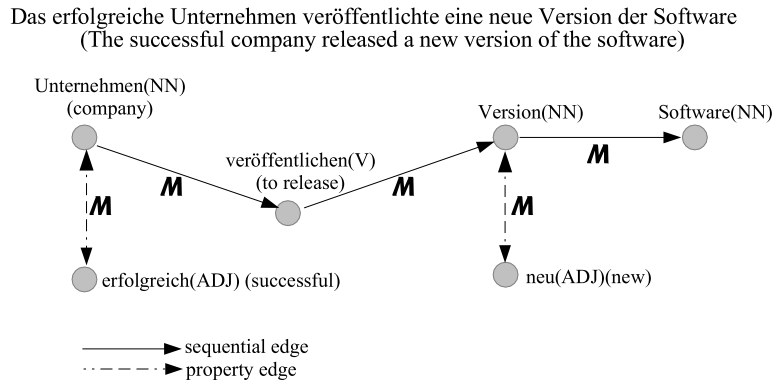 Das erfolgreiche Unternehmen veröffentlichte eine neue Version der Software
(The successful company released a new version of the software)
Unternehmen(NN)
(company)
Version(NN)
Software(NN)
veröffentlichen(V)
(to release)
W
W
W
W
W
erfolgreich(ADJ) (successful)
neu(ADJ)(new)
sequential edge
property edge